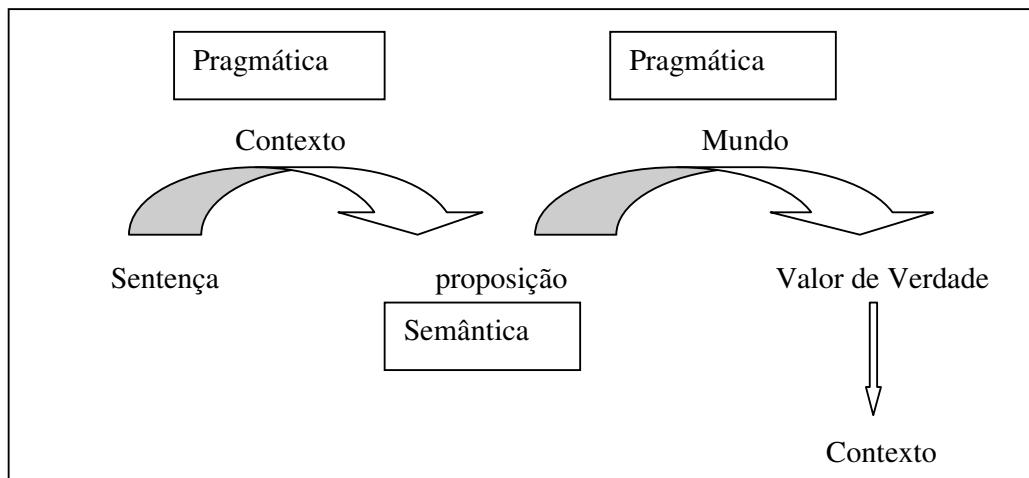 Pragmática Pragmática
Contexto Mundo
Sentença proposição Valor de Verdade
Semântica
Contexto